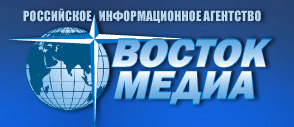 РОССИЙСКОЕ ИНФОРМАЦИОННОЕ АГЕНТСТВО
ВОСТОК
МЕДИА